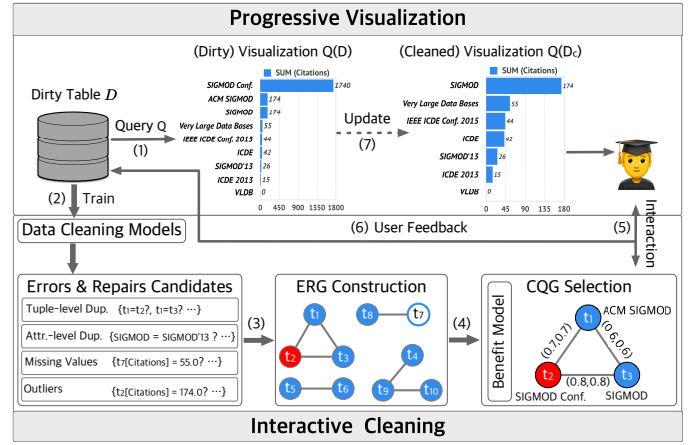 Progressive Visualization
(Dirty) Visualization Q(D)
(Cleaned) Visualization Q(Dc)
SUM (Citations)
SIGMOD Conf. 1740
ACM SIGMOD 174
SIGMOD 174
Very Large Data Bases 55
IEEE ICDE Conf. 2015 44
ICDE 42
SIGMOD'13 26
ICDE 2013 15
VLDB 0
0 450 900 1350 1800
SUM (Citations)
SIGMOD 174
Very Large Data Bases 55
IEEE ICDE Conf. 2015 44
ICDE 42
SIGMOD'13 26
ICDE 2013 15
VLDB 0
0 45 90 135 180
Dirty Table D
Query Q
(1)
Update
(7)
(2) Train
(6) User Feedback
(5)
Interaction
Data Cleaning Models
Errors & Repairs Candidates
Tuple-level Dup. {t1=t2?, t1=t3? ···}
Attr.-level Dup. {SIGMOD = SIGMOD'13 ? ···}
Missing Values {t7[Citations] = 55.0? ···}
Outliers {t2[Citations] = 174.0? ···}
(3)
ERG Construction
t1
t2
t3
t8
t7
t4
t5
t6
t9
t10
(4)
CQG Selection
Benefit Model
t1
ACM SIGMOD
(0.7,0.7)
(0.6,0.6)
t2
(0.8,0.8)
t3
SIGMOD Conf.
SIGMOD
Interactive Cleaning